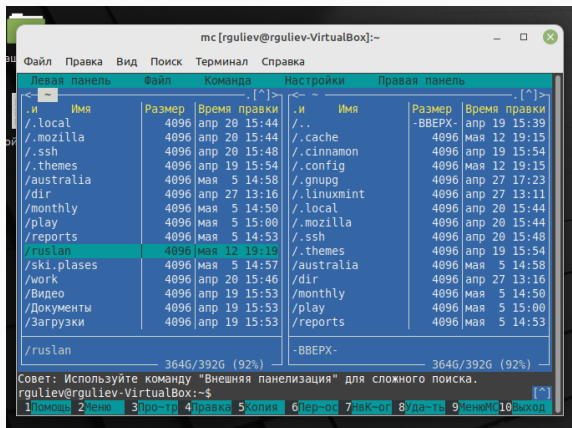 mc [rguliev@rguliev-VirtualBox]:~
Файл Правка Вид Поиск Терминал Справка
Левая панель Файл Команда Настройки Правая панель
<— ~ .[^]> <— ~ .[^]>
.и Имя Размер Время правки .и Имя Размер Время правки
/.local 4096 апр 20 15:44 /.. -ВВЕРХ- апр 19 15:39
/.mozilla 4096 апр 20 15:44 /.cache 4096 мая 12 19:15
/.ssh 4096 апр 20 15:48 /.cinnamon 4096 апр 19 15:54
/.themes 4096 апр 19 15:54 /.config 4096 мая 12 19:15
/australia 4096 мая 5 14:58 /.gnupg 4096 апр 27 17:23
/dir 4096 апр 27 13:16 /.linuxmint 4096 апр 27 13:11
/monthly 4096 мая 5 14:50 /.local 4096 апр 20 15:44
/play 4096 мая 5 15:00 /.mozilla 4096 апр 20 15:44
/reports 4096 мая 5 14:53 /.ssh 4096 апр 20 15:48
/ruslan 4096 мая 12 19:19 /.themes 4096 апр 19 15:54
/ski.plases 4096 мая 5 14:57 /australia 4096 мая 5 14:58
/work 4096 апр 20 15:46 /dir 4096 апр 27 13:16
/Видео 4096 апр 19 15:53 /monthly 4096 мая 5 14:50
/Документы 4096 апр 19 15:53 /play 4096 мая 5 15:00
/Загрузки 4096 апр 19 15:53 /reports 4096 мая 5 14:53
/ruslan -ВВЕРХ-
364G/392G (92%) 364G/392G (92%)
Совет: Используйте команду "Внешняя панелизация" для сложного поиска.
rguliev@rguliev-VirtualBox:~$ [^]
1Помощь 2Меню 3Про~тр 4Правка 5Копия 6Пер~ос 7НвК~ог 8Уда~ть 9МенюMC 10Выход